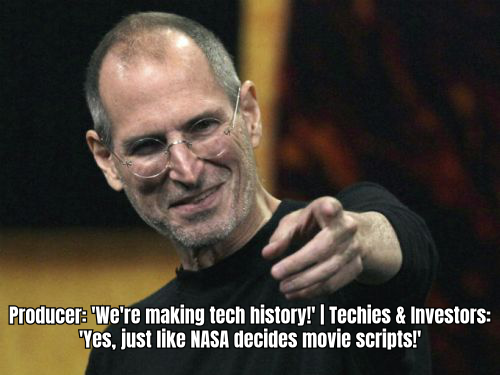 Producer: 'We're making tech history!' | Techies & Investors:
'Yes, just like NASA decides movie scripts!'